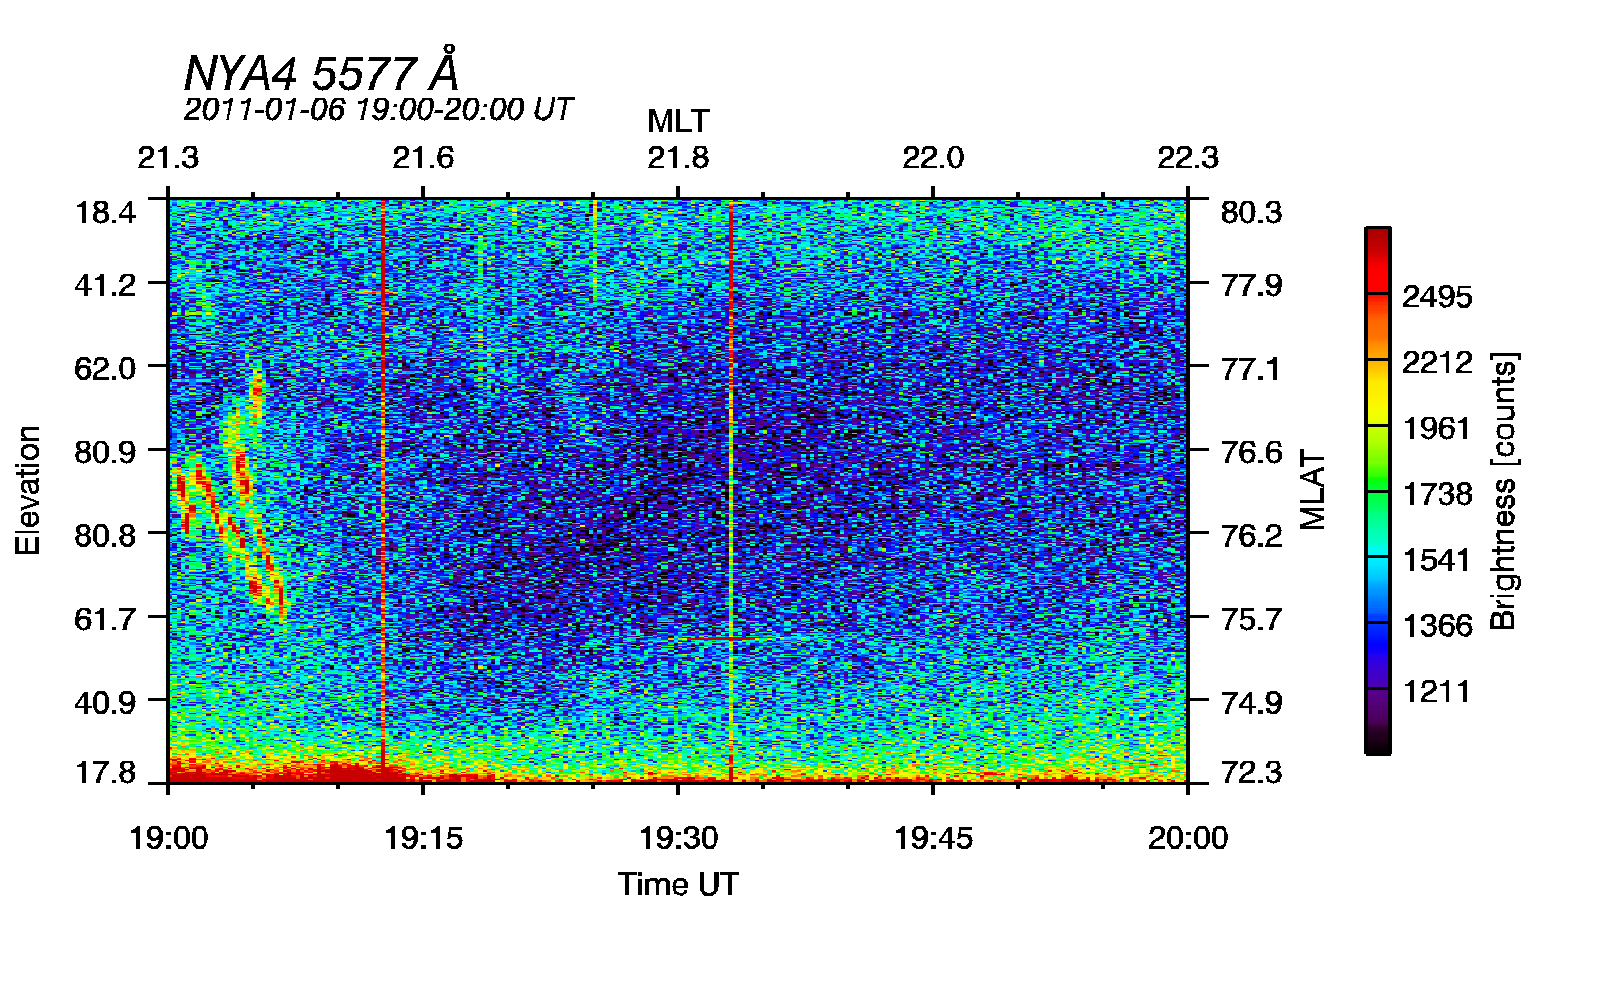 NYA4 5577 Å
2011-01-06 19:00-20:00 UT
MLT
21.3 21.6 21.8 22.0 22.3
18.4
41.2
62.0
80.9
80.8
61.7
40.9
17.8
Elevation
80.3
77.9
77.1
76.6
76.2
75.7
74.9
72.3
MLAT
2495
2212
1961
1738
1541
1366
1211
Brightness [counts]
19:00 19:15 19:30 19:45 20:00
Time UT